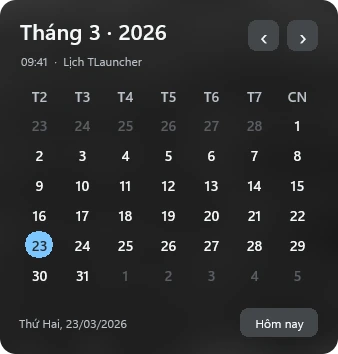 Tháng 3 · 2026
‹ ›
09:41 · Lịch TLauncher
T2 T3 T4 T5 T6 T7 CN
23 24 25 26 27 28 1
2 3 4 5 6 7 8
9 10 11 12 13 14 15
16 17 18 19 20 21 22
23 24 25 26 27 28 29
30 31 1 2 3 4 5
Thứ Hai, 23/03/2026
Hôm nay